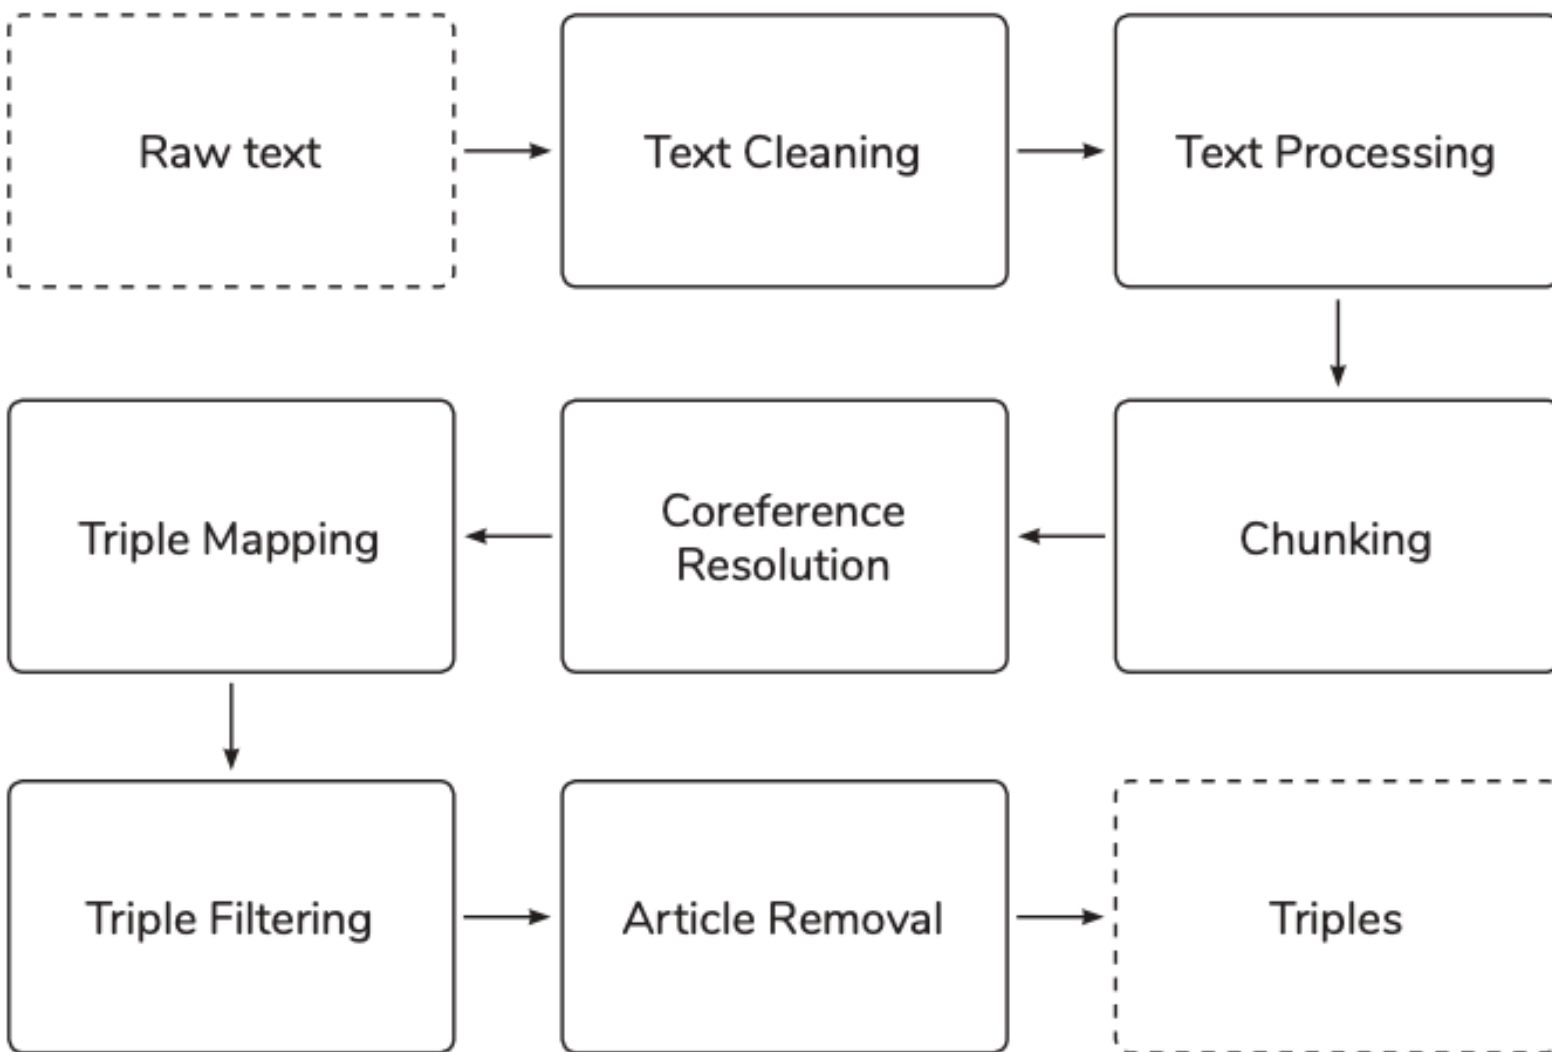 Raw text
Text Cleaning
Text Processing
Chunking
Coreference
Resolution
Triple Mapping
Triple Filtering
Article Removal
Triples